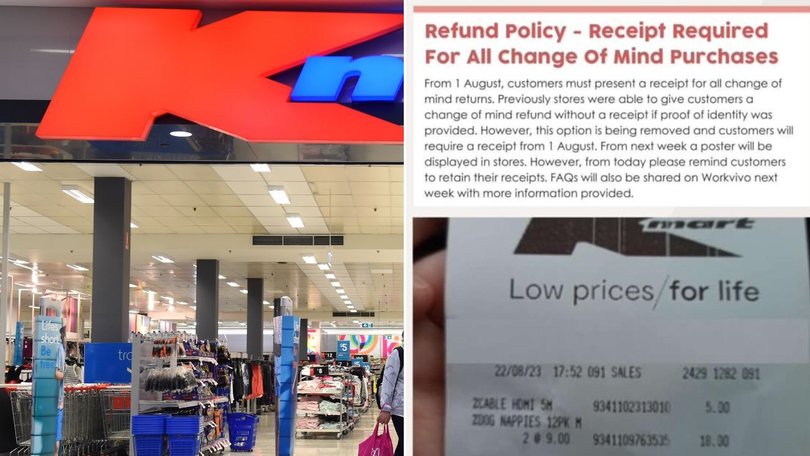 Km
Refund Policy - Receipt Required
For All Change Of Mind Purchases
From 1 August, customers must present a receipt for all change of
mind returns. Previously stores were able to give customers a
change of mind refund without a receipt if proof of identity was
provided. However, this option is being removed and customers will
require a receipt from 1 August. From next week a poster will be
displayed in stores. However, from today please remind customers
to retain their receipts. FAQs will also be shared on Workvivo next
week with more information provided.
Kmart
Low prices/for life
22/08/23 17:52 091 SALES 2429 1282 091
%CABLE HDMI 5M 9341102313010 5.00
%DOG NAPPIES 12PK M
2 @ 9.00 9341109763535 18.00
$5